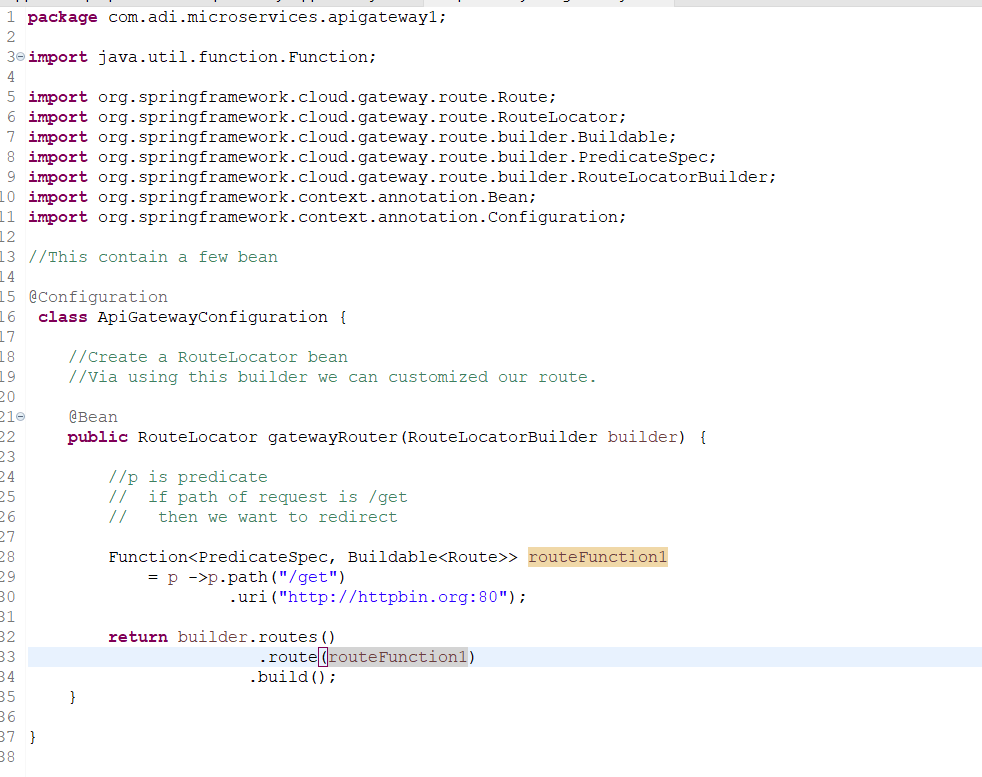 1 package com.adi.microservices.apigateway1;
2
3 import java.util.function.Function;
4
5 import org.springframework.cloud.gateway.route.Route;
6 import org.springframework.cloud.gateway.route.RouteLocator;
7 import org.springframework.cloud.gateway.route.builder.Buildable;
8 import org.springframework.cloud.gateway.route.builder.PredicateSpec;
9 import org.springframework.cloud.gateway.route.builder.RouteLocatorBuilder;
10 import org.springframework.context.annotation.Bean;
11 import org.springframework.context.annotation.Configuration;
12
13 //This contain a few bean
14
15 @Configuration
16  class ApiGatewayConfiguration {
17
18     //Create a RouteLocator bean
19     //Via using this builder we can customized our route.
20
21     @Bean
22     public RouteLocator gatewayRouter(RouteLocatorBuilder builder) {
23
24         //p is predicate
25         //  if path of request is /get
26         //   then we want to redirect
27
28         Function<PredicateSpec, Buildable<Route>> routeFunction1
29             = p ->p.path("/get")
30                     .uri("http://httpbin.org:80");
31
32         return builder.routes()
33                        .route(routeFunction1)
34                       .build();
35     }
36
37 }
38